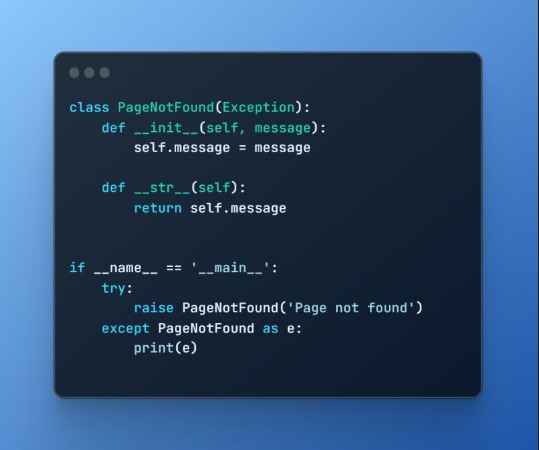 class PageNotFound(Exception):
    def __init__(self, message):
        self.message = message

    def __str__(self):
        return self.message


if __name__ == '__main__':
    try:
        raise PageNotFound('Page not found')
    except PageNotFound as e:
        print(e)